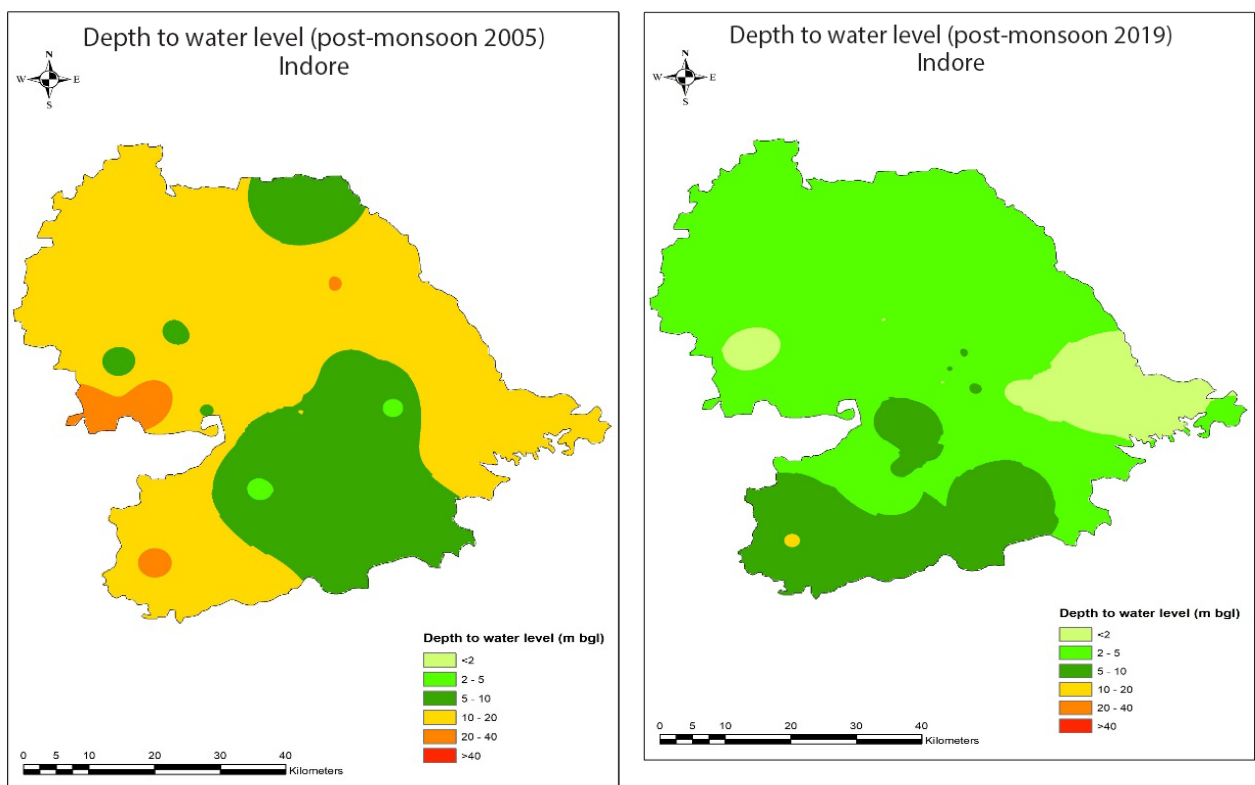 Depth to water level (post-monsoon 2005)
Indore
N
W E
S
Depth to water level (m bgl)
<2
2 - 5
5 - 10
10 - 20
20 - 40
>40
0 5 10 20 30 40
Kilometers
Depth to water level (post-monsoon 2019)
Indore
N
W E
S
Depth to water level (m bgl)
<2
2 - 5
5 - 10
10 - 20
20 - 40
>40
0 5 10 20 30 40
Kilometers